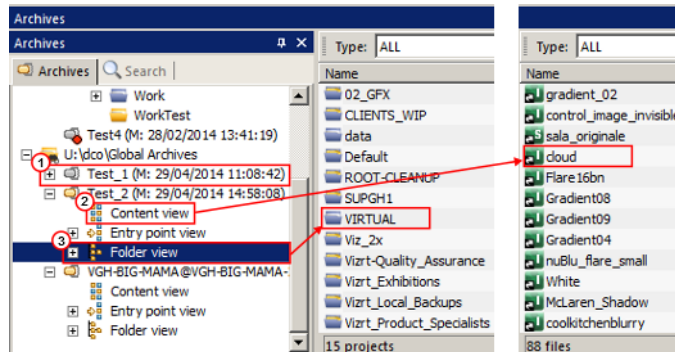 Archives
Archives
Archives Search
Work
WorkTest
Test4 (M: 28/02/2014 13:41:19)
U:\dco\Global Archives
1
Test_1 (M: 29/04/2014 11:08:42)
Test_2 (M: 29/04/2014 14:58:08)
2
Content view
Entry point view
3
Folder view
VGH-BIG-MAMA@VGH-BIG-MAMA-
Content view
Entry point view
Folder view
Type: ALL
Name
02_GFX
CLIENTS_WIP
data
Default
ROOT-CLEANUP
SUPGH1
VIRTUAL
Viz_2x
Vizrt-Quality_Assurance
Vizrt_Exhibitions
Vizrt_Local_Backups
Vizrt_Product_Specialists
15 projects
Type: ALL
Name
gradient_02
control_image_invisible
sala_originale
cloud
Flare16bn
Gradient08
Gradient09
Gradient04
nuBlu_flare_small
White
McLaren_Shadow
coolkitchenblurry
88 files